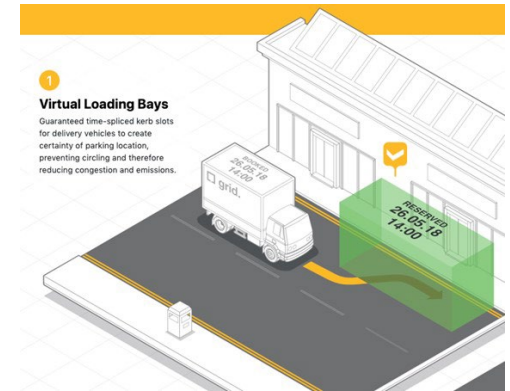 1
Virtual Loading Bays
Guaranteed time-spliced kerb slots
for delivery vehicles to create
certainty of parking location,
preventing circling and therefore
reducing congestion and emissions.
BOOKED
26.05.18
14:00
grid.
RESERVED
26.05.18
14:00